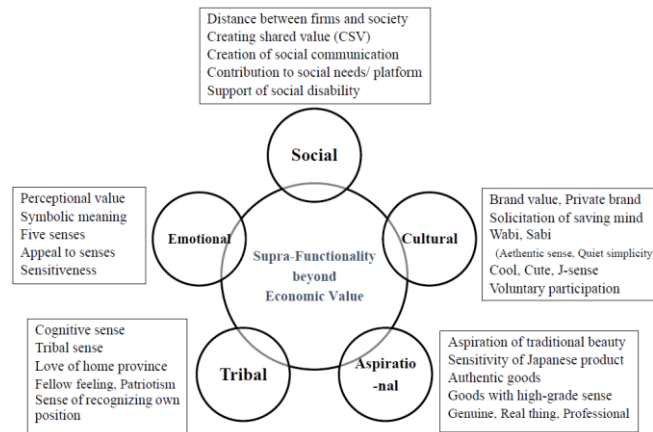 Distance between firms and society
Creating shared value (CSV)
Creation of social communication
Contribution to social needs/ platform
Support of social disability
Social
Perceptional value
Symbolic meaning
Five senses
Appeal to senses
Sensitiveness
Emotional
Supra-Functionality
beyond
Economic Value
Cultural
Brand value, Private brand
Solicitation of saving mind
Wabi, Sabi
(Aethentic sense, Quiet simplicity)
Cool, Cute, J-sense
Voluntary participation
Cognitive sense
Tribal sense
Love of home province
Fellow feeling, Patriotism
Sense of recognizing own
position
Tribal
Aspiratio
-nal
Aspiration of traditional beauty
Sensitivity of Japanese product
Authentic goods
Goods with high-grade sense
Genuine, Real thing, Professional